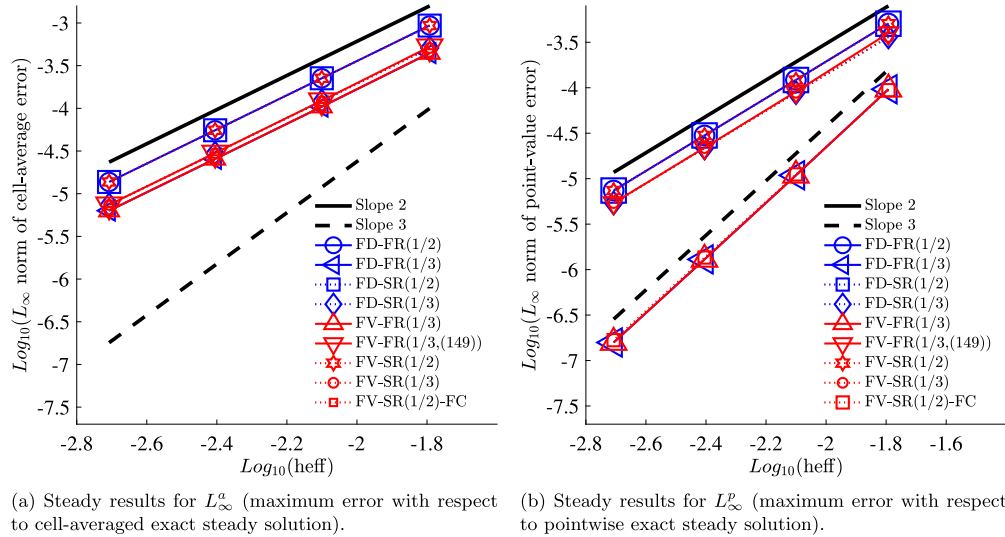 -3
-3.5
-4
-4.5
-5
-5.5
-6
-6.5
-7
-7.5
Log10(L∞ norm of cell-average error)
Slope 2
Slope 3
FD-FR(1/2)
FD-FR(1/3)
FD-SR(1/2)
FD-SR(1/3)
FV-FR(1/3)
FV-FR(1/3,(149))
FV-SR(1/2)
FV-SR(1/3)
FV-SR(1/2)-FC
-2.8 -2.6 -2.4 -2.2 -2 -1.8
Log10(heff)
(a) Steady results for L^a_∞ (maximum error with respect
to cell-averaged exact steady solution).
-3.5
-4
-4.5
-5
-5.5
-6
-6.5
-7
-7.5
Log10(L∞ norm of point-value error)
Slope 2
Slope 3
FD-FR(1/2)
FD-FR(1/3)
FD-SR(1/2)
FD-SR(1/3)
FV-FR(1/3)
FV-FR(1/3,(149))
FV-SR(1/2)
FV-SR(1/3)
FV-SR(1/2)-FC
-2.8 -2.6 -2.4 -2.2 -2 -1.8 -1.6 -1.4
Log10(heff)
(b) Steady results for L^p_∞ (maximum error with respect
to pointwise exact steady solution).